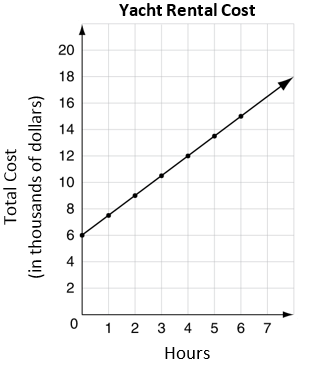 Yacht Rental Cost
Total Cost
(in thousands of dollars)
20
18
16
14
12
10
8
6
4
2
0
1 2 3 4 5 6 7
Hours